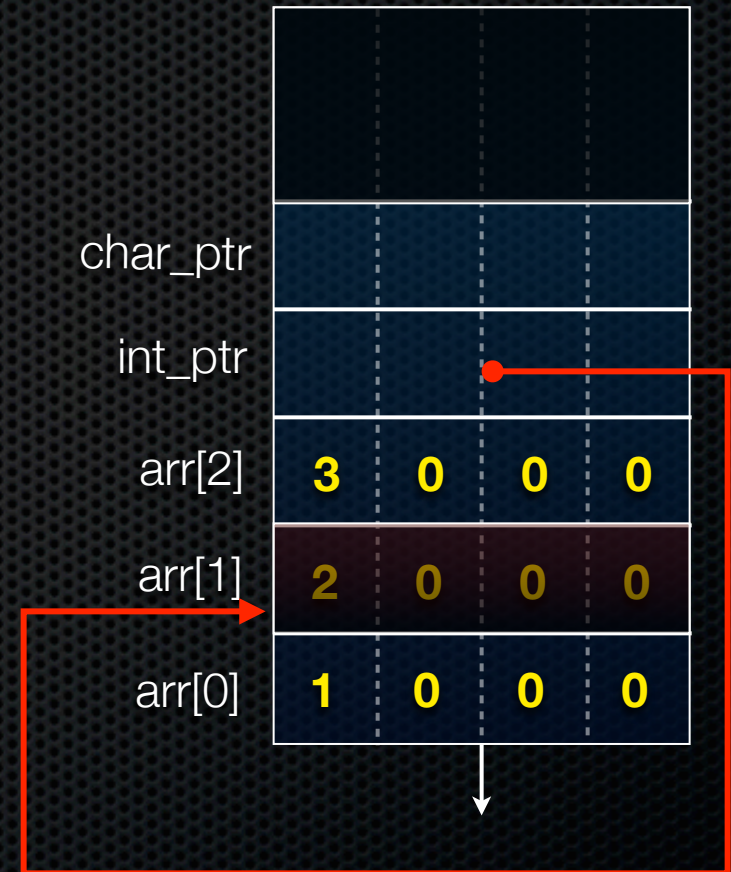 char_ptr
int_ptr
arr[2] 3 0 0 0
arr[1] 2 0 0 0
arr[0] 1 0 0 0